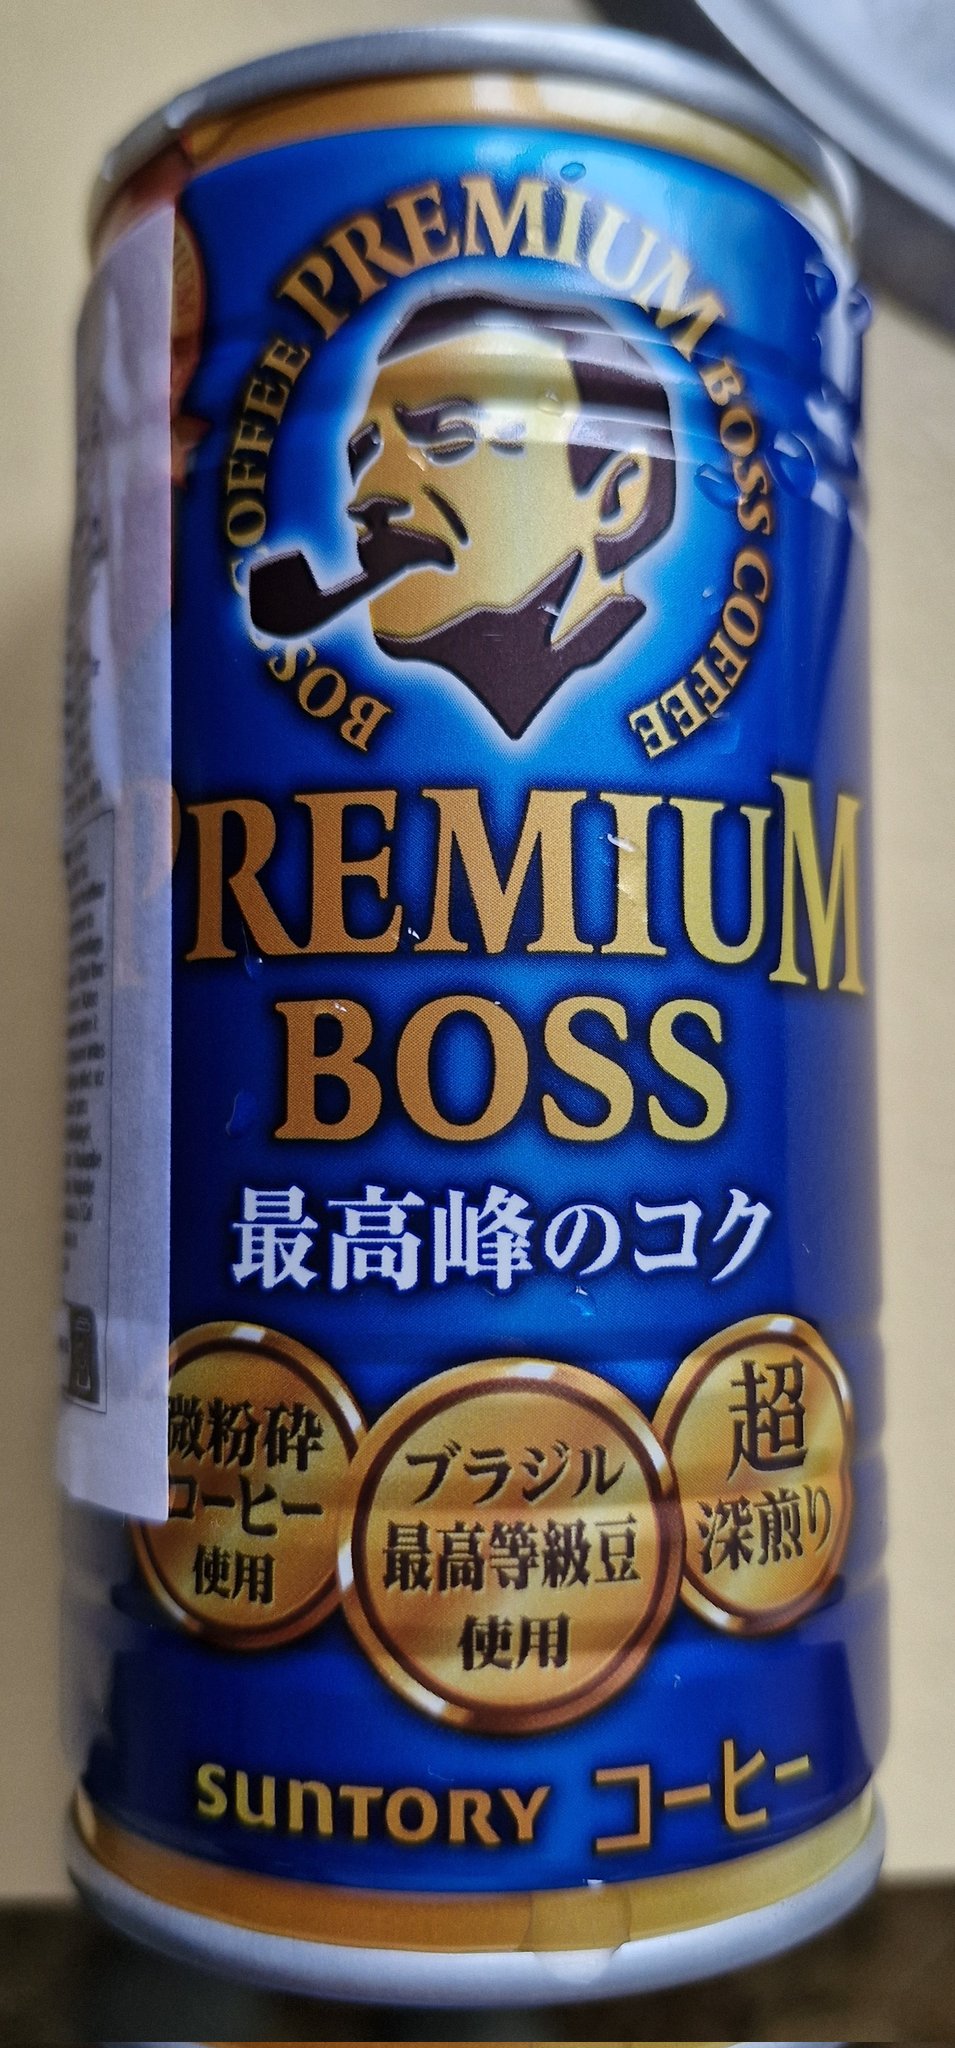 BOSS COFFEE PREMIUM BOSS COFFEE
PREMIUM
BOSS
最高峰のコク
微粉砕
コーヒー
使用
ブラジル
最高等級豆
使用
超
深煎り
SUNTORY コーヒー